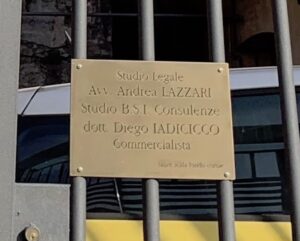 Studio Legale
Avv. Andrea LAZZARI
Studio B.S.I. Consulenze
dott. Diego IADICICCO
Commercialista